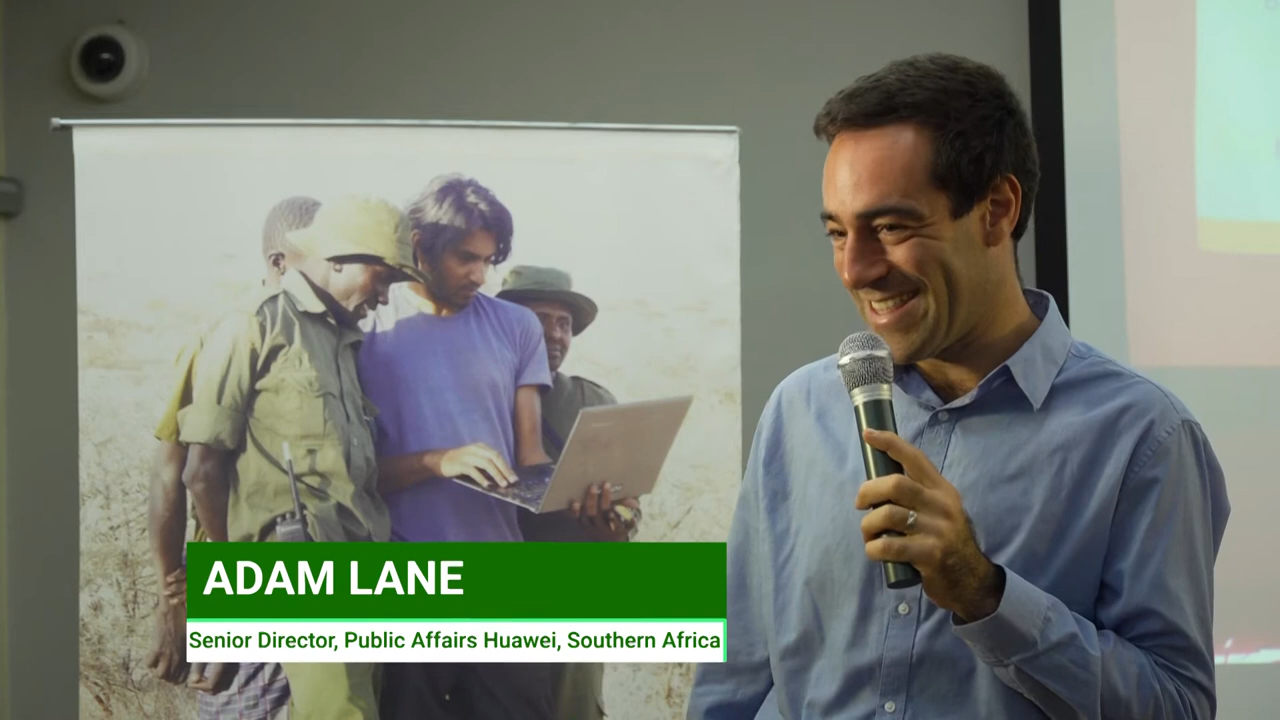 ADAM LANE
Senior Director, Public Affairs Huawei, Southern Africa